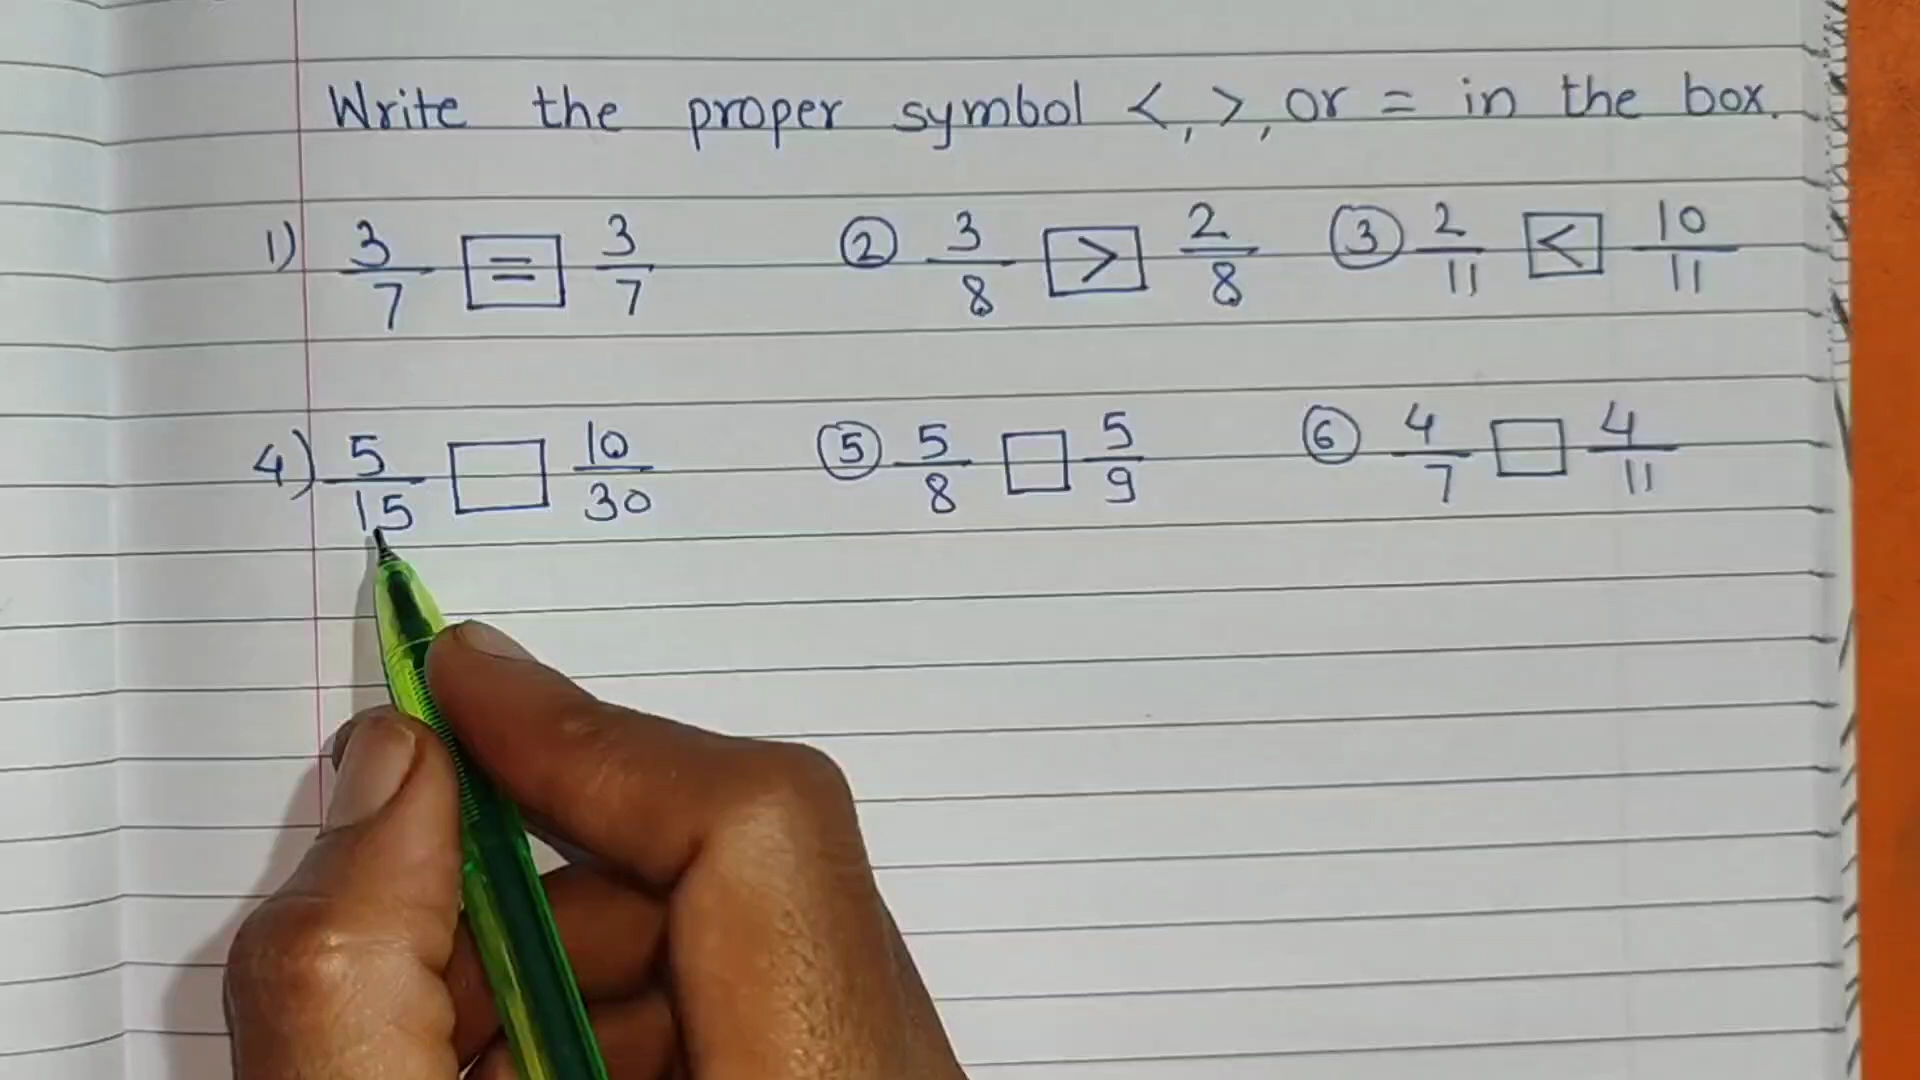 Write the proper symbol <, >, or = in the box.
1) 3/7 = 3/7 ② 3/8 > 2/8 ③ 2/11 < 10/11
4) 5/15 □ 10/30 ⑤ 5/8 □ 5/9 ⑥ 4/7 □ 4/11